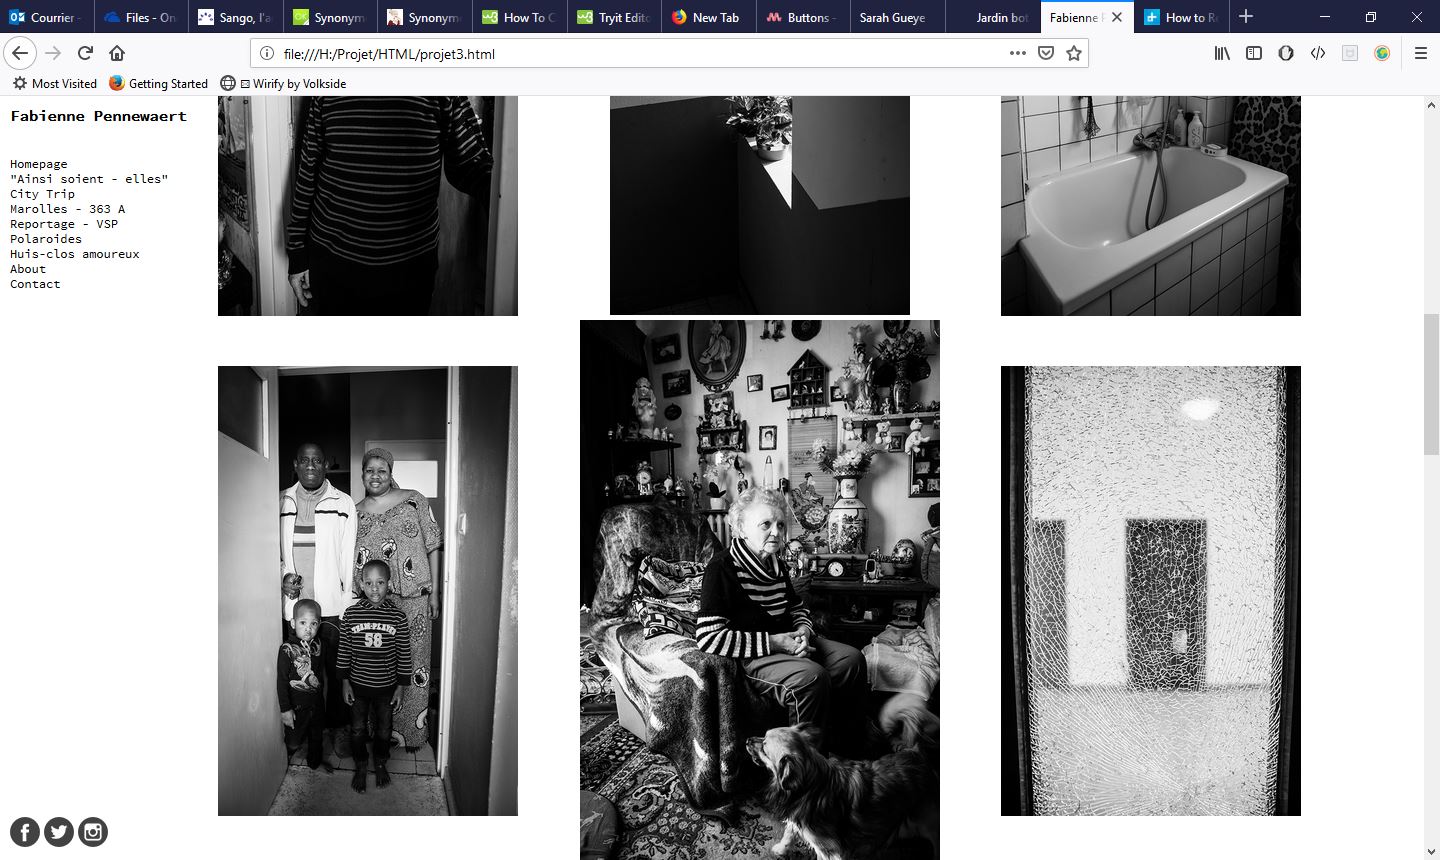 Courrier -
Files - On
Sango, l'a
Synonym
Synonym
How To C
Tryit Edito
New Tab
Buttons -
Sarah Gueye
Jardin bot
Fabienne P
How to Re
file:///H:/Projet/HTML/projet3.html
Most Visited
Getting Started
Wirify by Volkside
Fabienne Pennewaert
Homepage
"Ainsi soient - elles"
City Trip
Marolles - 363 A
Reportage - VSP
Polaroides
Huis-clos amoureux
About
Contact
58